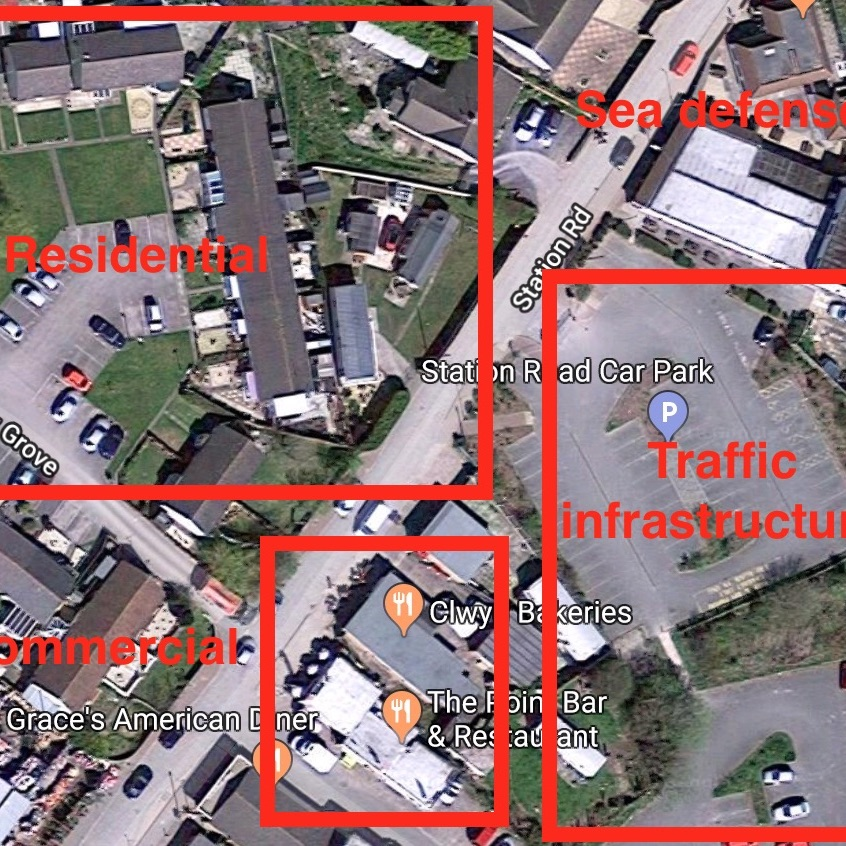 Sea defense
Station Rd
Residential
Station Road Car Park
P
Traffic
infrastructur
Grove
Clwyd Bakeries
ommercial
The Point Bar
& Restaurant
Grace's American Diner